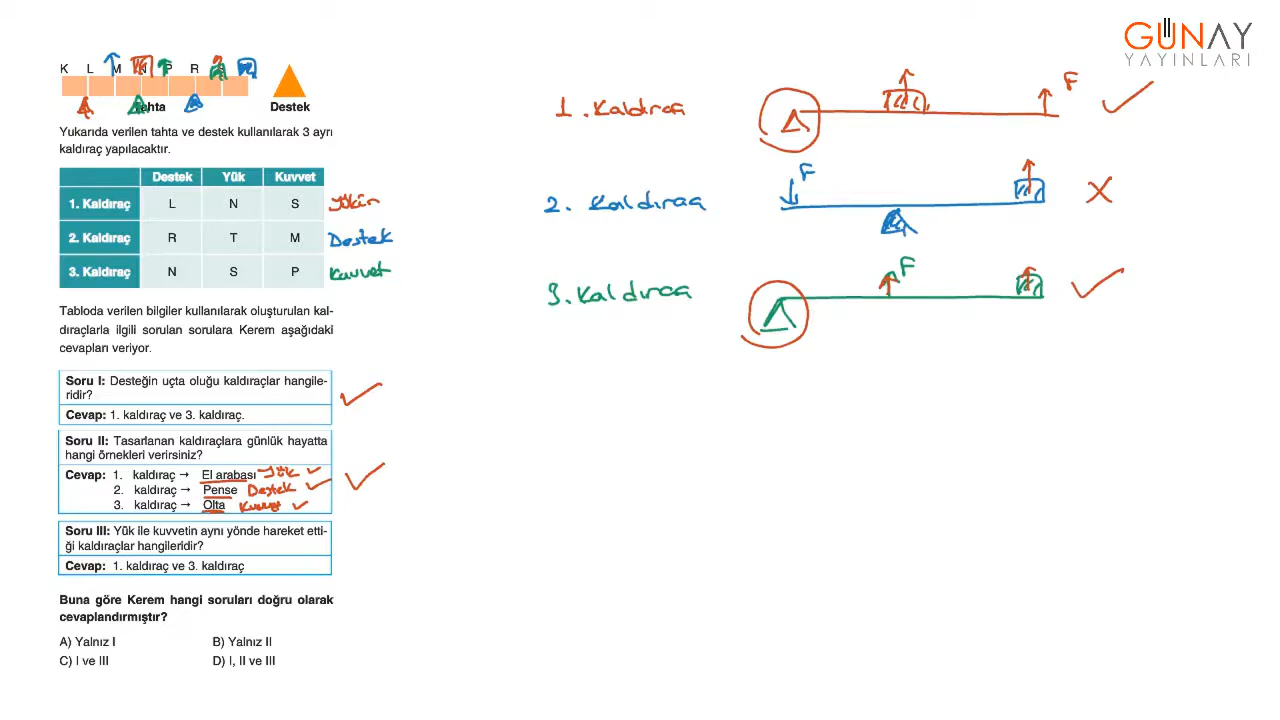 GÜNAY
YAYINLARI
K L M N P R
Tahta
Destek
Yukarıda verilen tahta ve destek kullanılarak 3 ayrı
kaldıraç yapılacaktır.
Destek Yük Kuvvet
1. Kaldıraç L N S Yükün
2. Kaldıraç R T M Destek
3. Kaldıraç N S P Kuvvet
Tabloda verilen bilgiler kullanılarak oluşturulan kal-
dıraçlarla ilgili sorulan sorulara Kerem aşağıdaki
cevapları veriyor.
Soru I: Desteğin uçta oluğu kaldıraçlar hangile-
ridir?
Cevap: 1. kaldıraç ve 3. kaldıraç.
Soru II: Tasarlanan kaldıraçlara günlük hayatta
hangi örnekleri verirsiniz?
Cevap: 1. kaldıraç → El arabası Yük
2. kaldıraç → Pense Destek
3. kaldıraç → Olta Kuvvet
Soru III: Yük ile kuvvetin aynı yönde hareket etti-
ği kaldıraçlar hangileridir?
Cevap: 1. kaldıraç ve 3. kaldıraç
Buna göre Kerem hangi soruları doğru olarak
cevaplandırmıştır?
A) Yalnız I B) Yalnız II
C) I ve III D) I, II ve III
1. Kaldıraç F
2. Kaldıraç F
3. Kaldıraç F